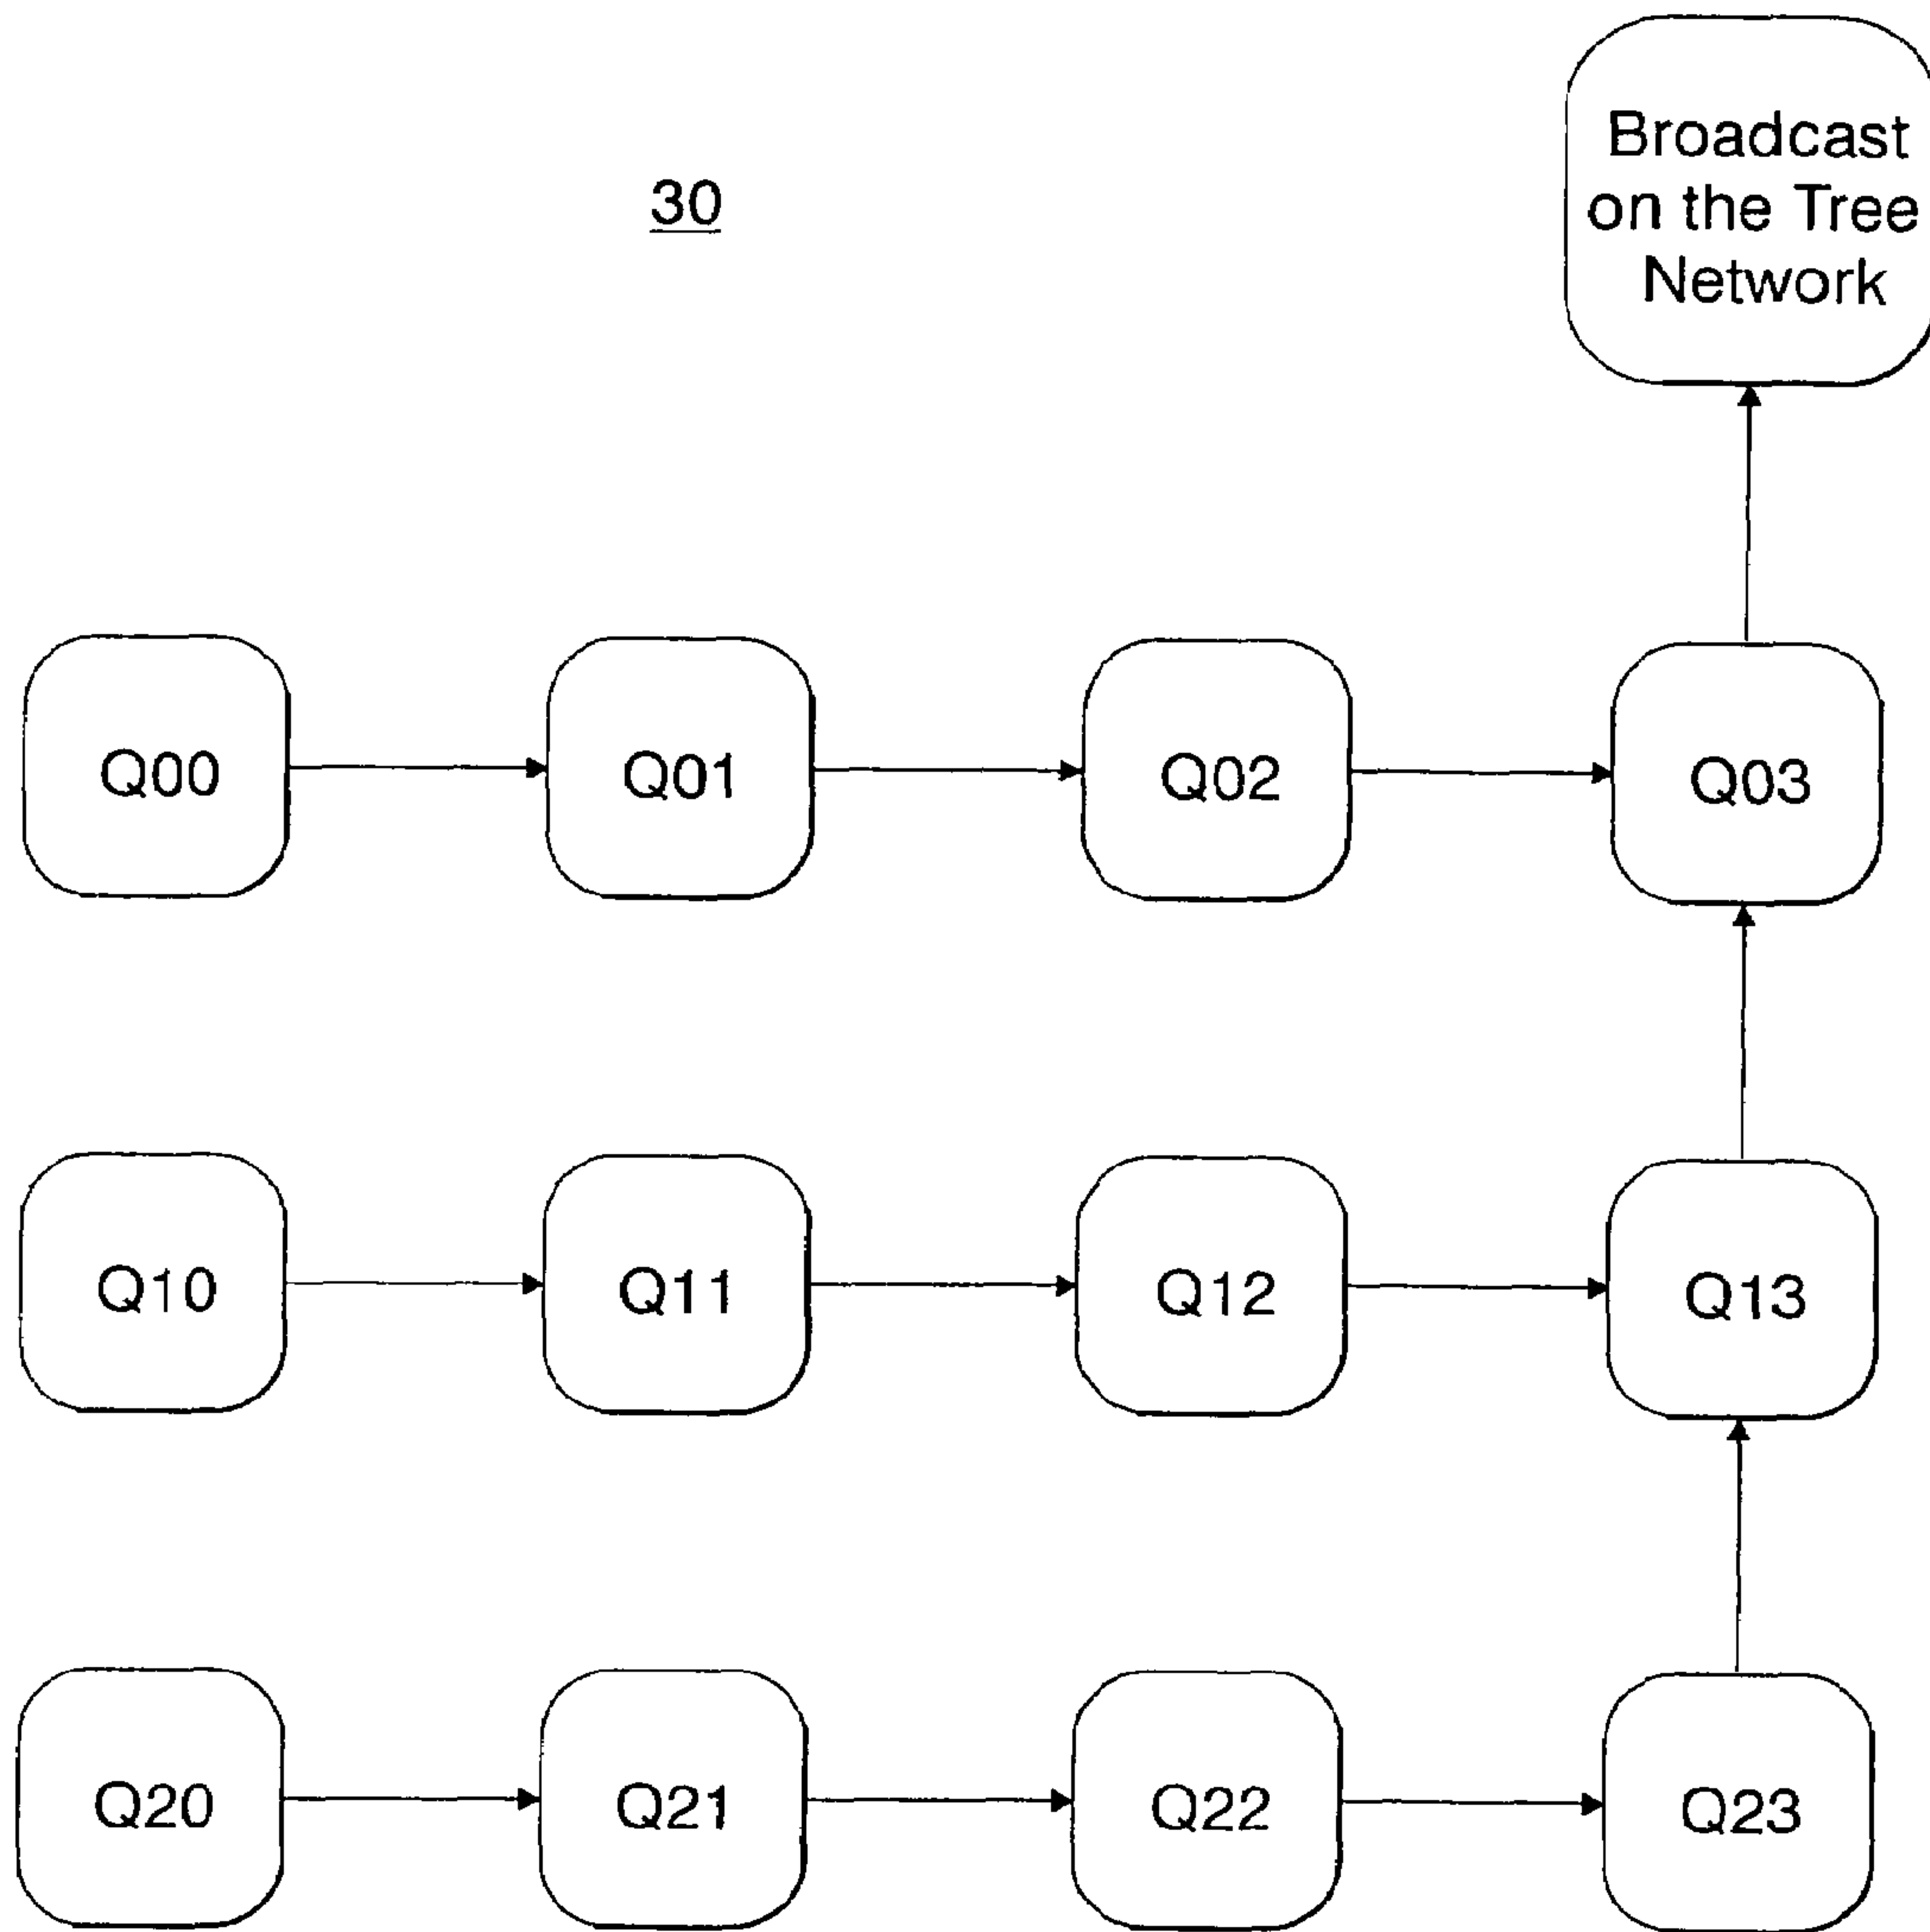 30
Broadcast
on the Tree
Network
Q00
Q01
Q02
Q03
Q10
Q11
Q12
Q13
Q20
Q21
Q22
Q23